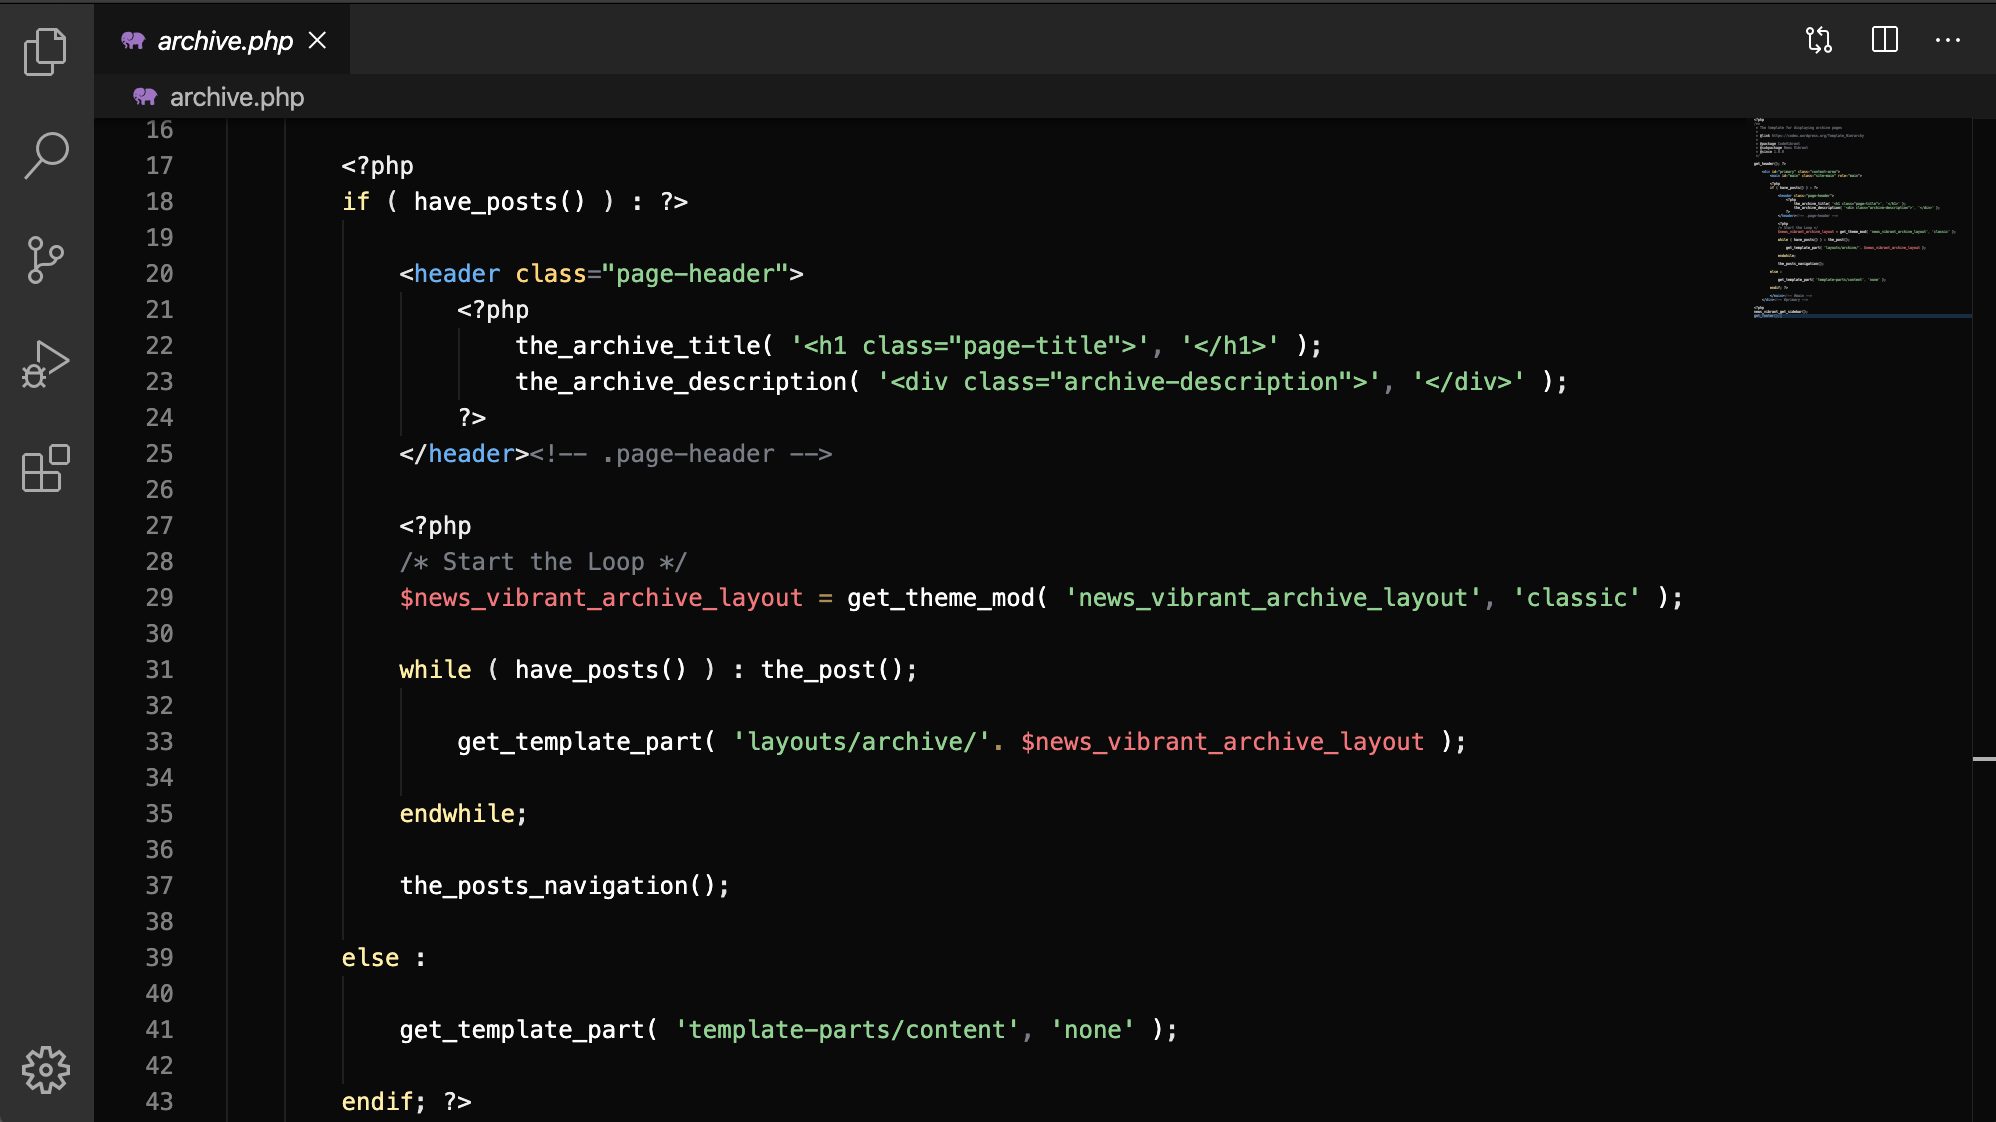 archive.php
archive.php
16
17 <?php
18 if ( have_posts() ) : ?>
19
20 <header class="page-header">
21 <?php
22 the_archive_title( '<h1 class="page-title">', '</h1>' );
23 the_archive_description( '<div class="archive-description">', '</div>' );
24 ?>
25 </header><!-- .page-header -->
26
27 <?php
28 /* Start the Loop */
29 $news_vibrant_archive_layout = get_theme_mod( 'news_vibrant_archive_layout', 'classic' );
30
31 while ( have_posts() ) : the_post();
32
33 get_template_part( 'layouts/archive/'. $news_vibrant_archive_layout );
34
35 endwhile;
36
37 the_posts_navigation();
38
39 else :
40
41 get_template_part( 'template-parts/content', 'none' );
42
43 endif; ?>